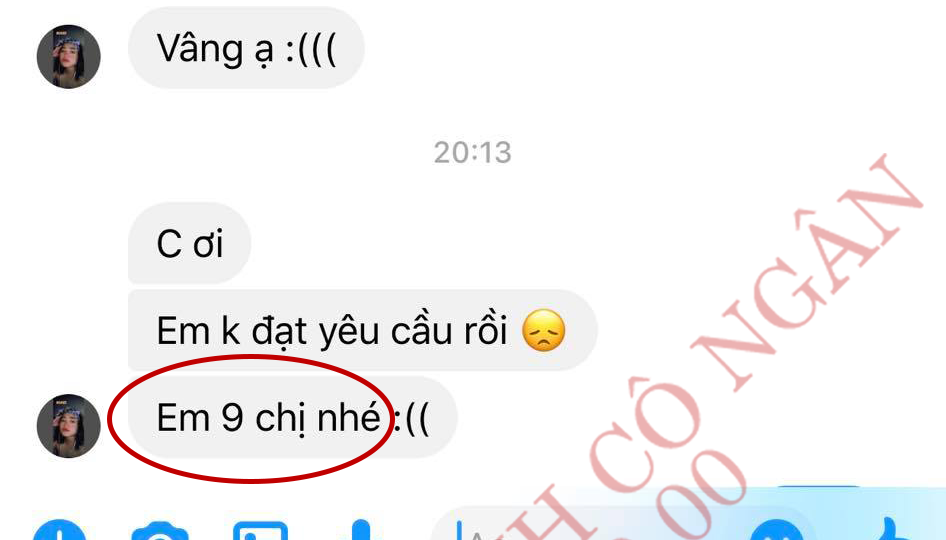 Vâng ạ :(((
20:13
C ơi
Em k đạt yêu cầu rồi 😞
Em 9 chị nhé :((
CÔ NGÂN
00